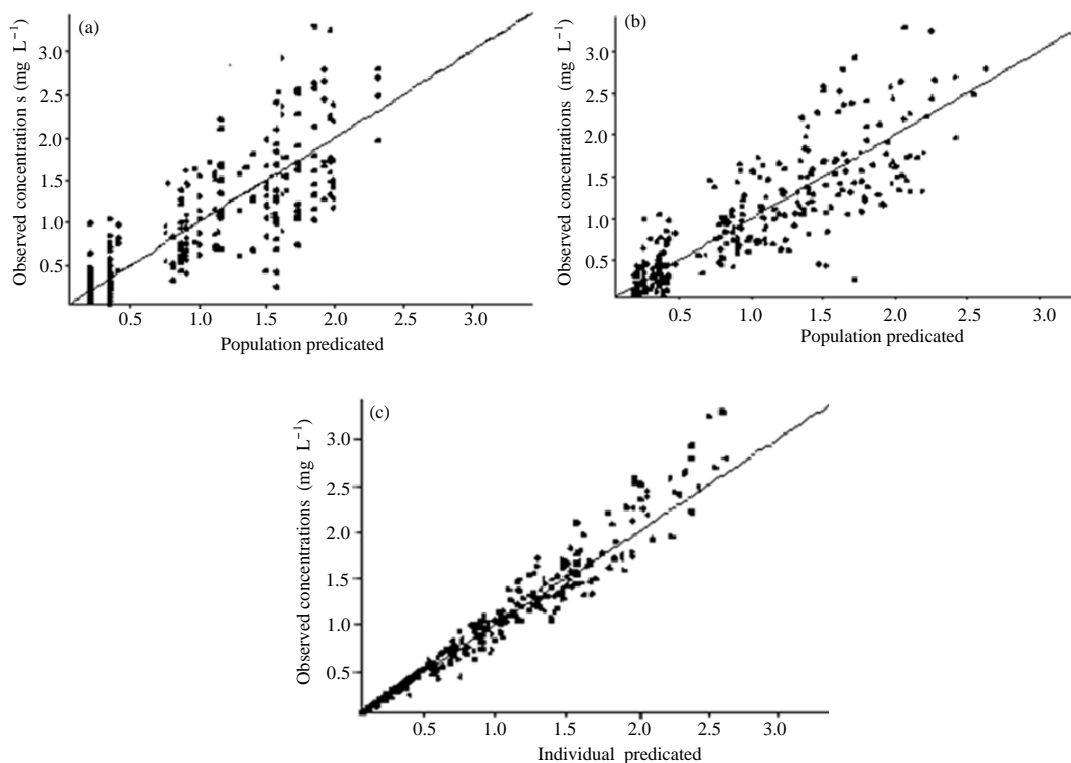 (a)
Observed concentration s (mg L⁻¹)
3.0
2.5
2.0
1.5
1.0
0.5
0.5 1.0 1.5 2.0 2.5 3.0
Population predicated
(b)
Observed concentrations (mg L⁻¹)
3.0
2.5
2.0
1.5
1.0
0.5
0.5 1.0 1.5 2.0 2.5 3.0
Population predicated
(c)
Observed concentrations (mg L⁻¹)
3.0
2.5
2.0
1.5
1.0
0.5
0.5 1.0 1.5 2.0 2.5 3.0
Individual predicated